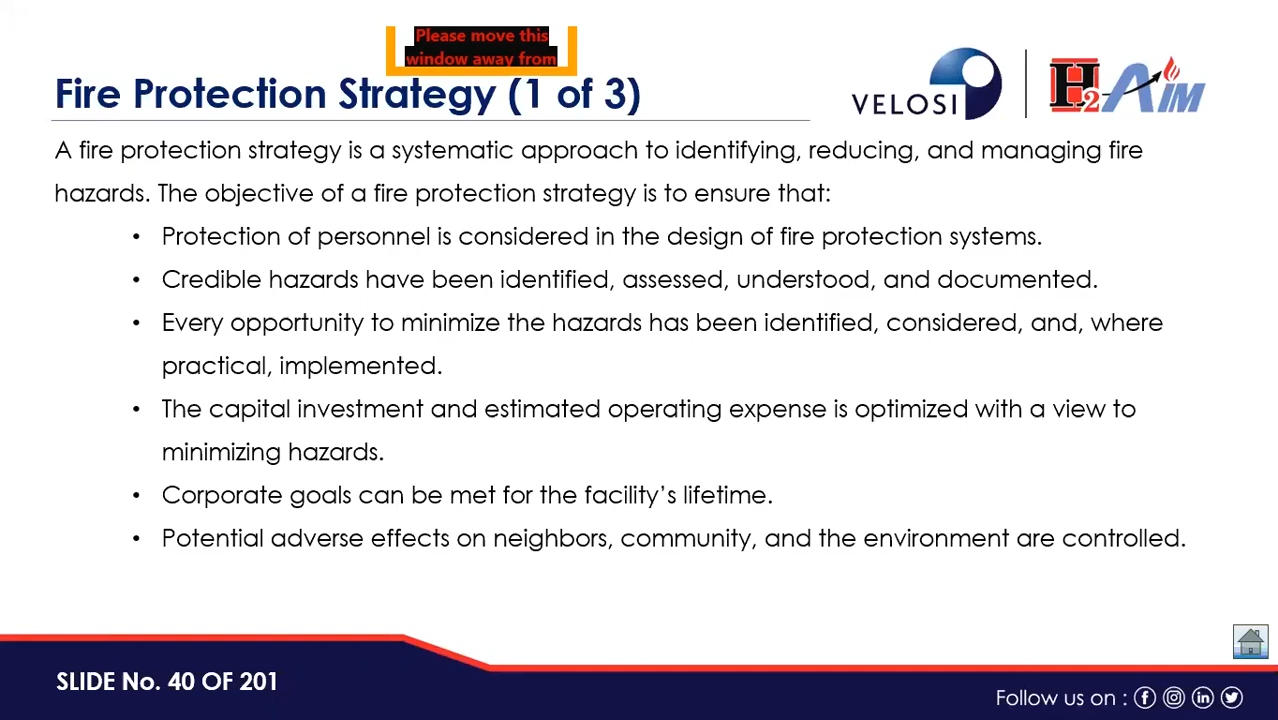 Please move this
window away from
Fire Protection Strategy (1 of 3)
VELOSI
H2AIM
A fire protection strategy is a systematic approach to identifying, reducing, and managing fire
hazards. The objective of a fire protection strategy is to ensure that:
• Protection of personnel is considered in the design of fire protection systems.
• Credible hazards have been identified, assessed, understood, and documented.
• Every opportunity to minimize the hazards has been identified, considered, and, where
practical, implemented.
• The capital investment and estimated operating expense is optimized with a view to
minimizing hazards.
• Corporate goals can be met for the facility’s lifetime.
• Potential adverse effects on neighbors, community, and the environment are controlled.
SLIDE No. 40 OF 201
Follow us on :